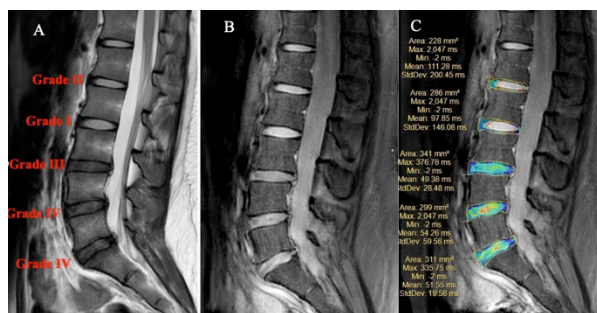 A
B
C
Grade II
Grade I
Grade III
Grade IV
Grade IV
Area: 228 mm²
Max: 2,047 ms
Min: -2 ms
Mean: 111.28 ms
StdDev: 200.45 ms
Area: 286 mm²
Max: 2,047 ms
Min: -2 ms
Mean: 97.85 ms
StdDev: 146.08 ms
Area: 341 mm²
Max: 376.78 ms
Min: -2 ms
Mean: 49.38 ms
StdDev: 28.48 ms
Area: 299 mm²
Max: 2,047 ms
Min: -2 ms
Mean: 54.26 ms
StdDev: 59.56 ms
Area: 311 mm²
Max: 335.75 ms
Min: -2 ms
Mean: 51.55 ms
StdDev: 19.58 ms